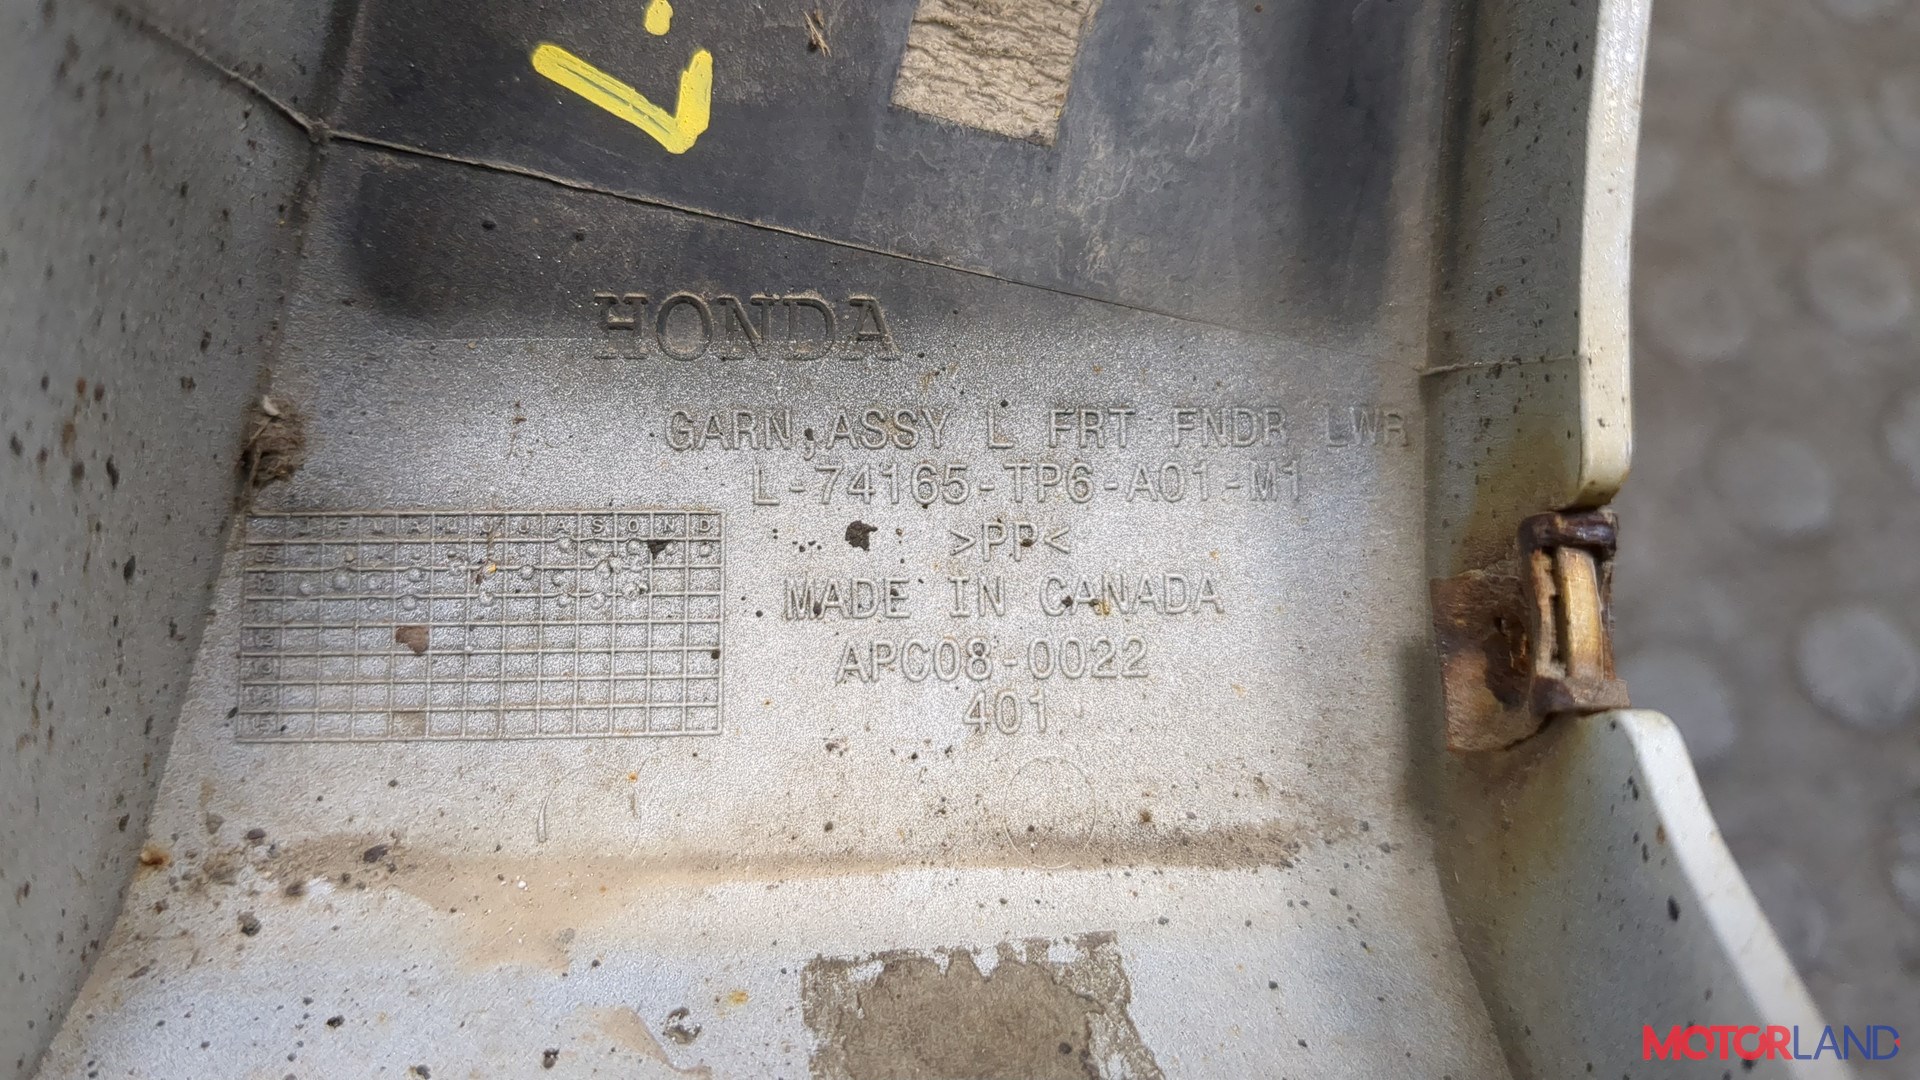 L.
HONDA
GARN,ASSY L FRT FNDR LWR
L-74165-TP6-A01-M1
J F M A M J J A S O N D
>PP<
MADE IN CANADA
APC08-0022
401
MOTORLAND